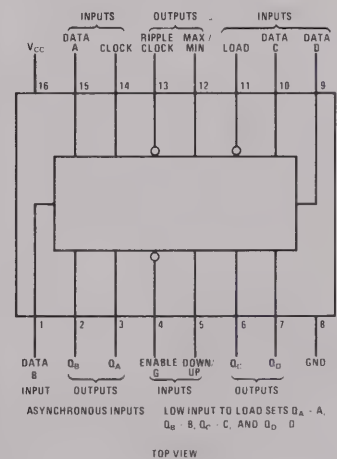 INPUTS OUTPUTS INPUTS
DATA RIPPLE MAX/ DATA DATA
VCC A CLOCK CLOCK MIN LOAD C D
16 15 14 13 12 11 10 9
1 2 3 4 5 6 7 8
DATA QB QA ENABLE DOWN/ QC QD GND
B G UP
INPUT OUTPUTS INPUTS OUTPUTS
ASYNCHRONOUS INPUTS LOW INPUT TO LOAD SETS QA - A,
QB - B, QC - C, AND QD D
TOP VIEW